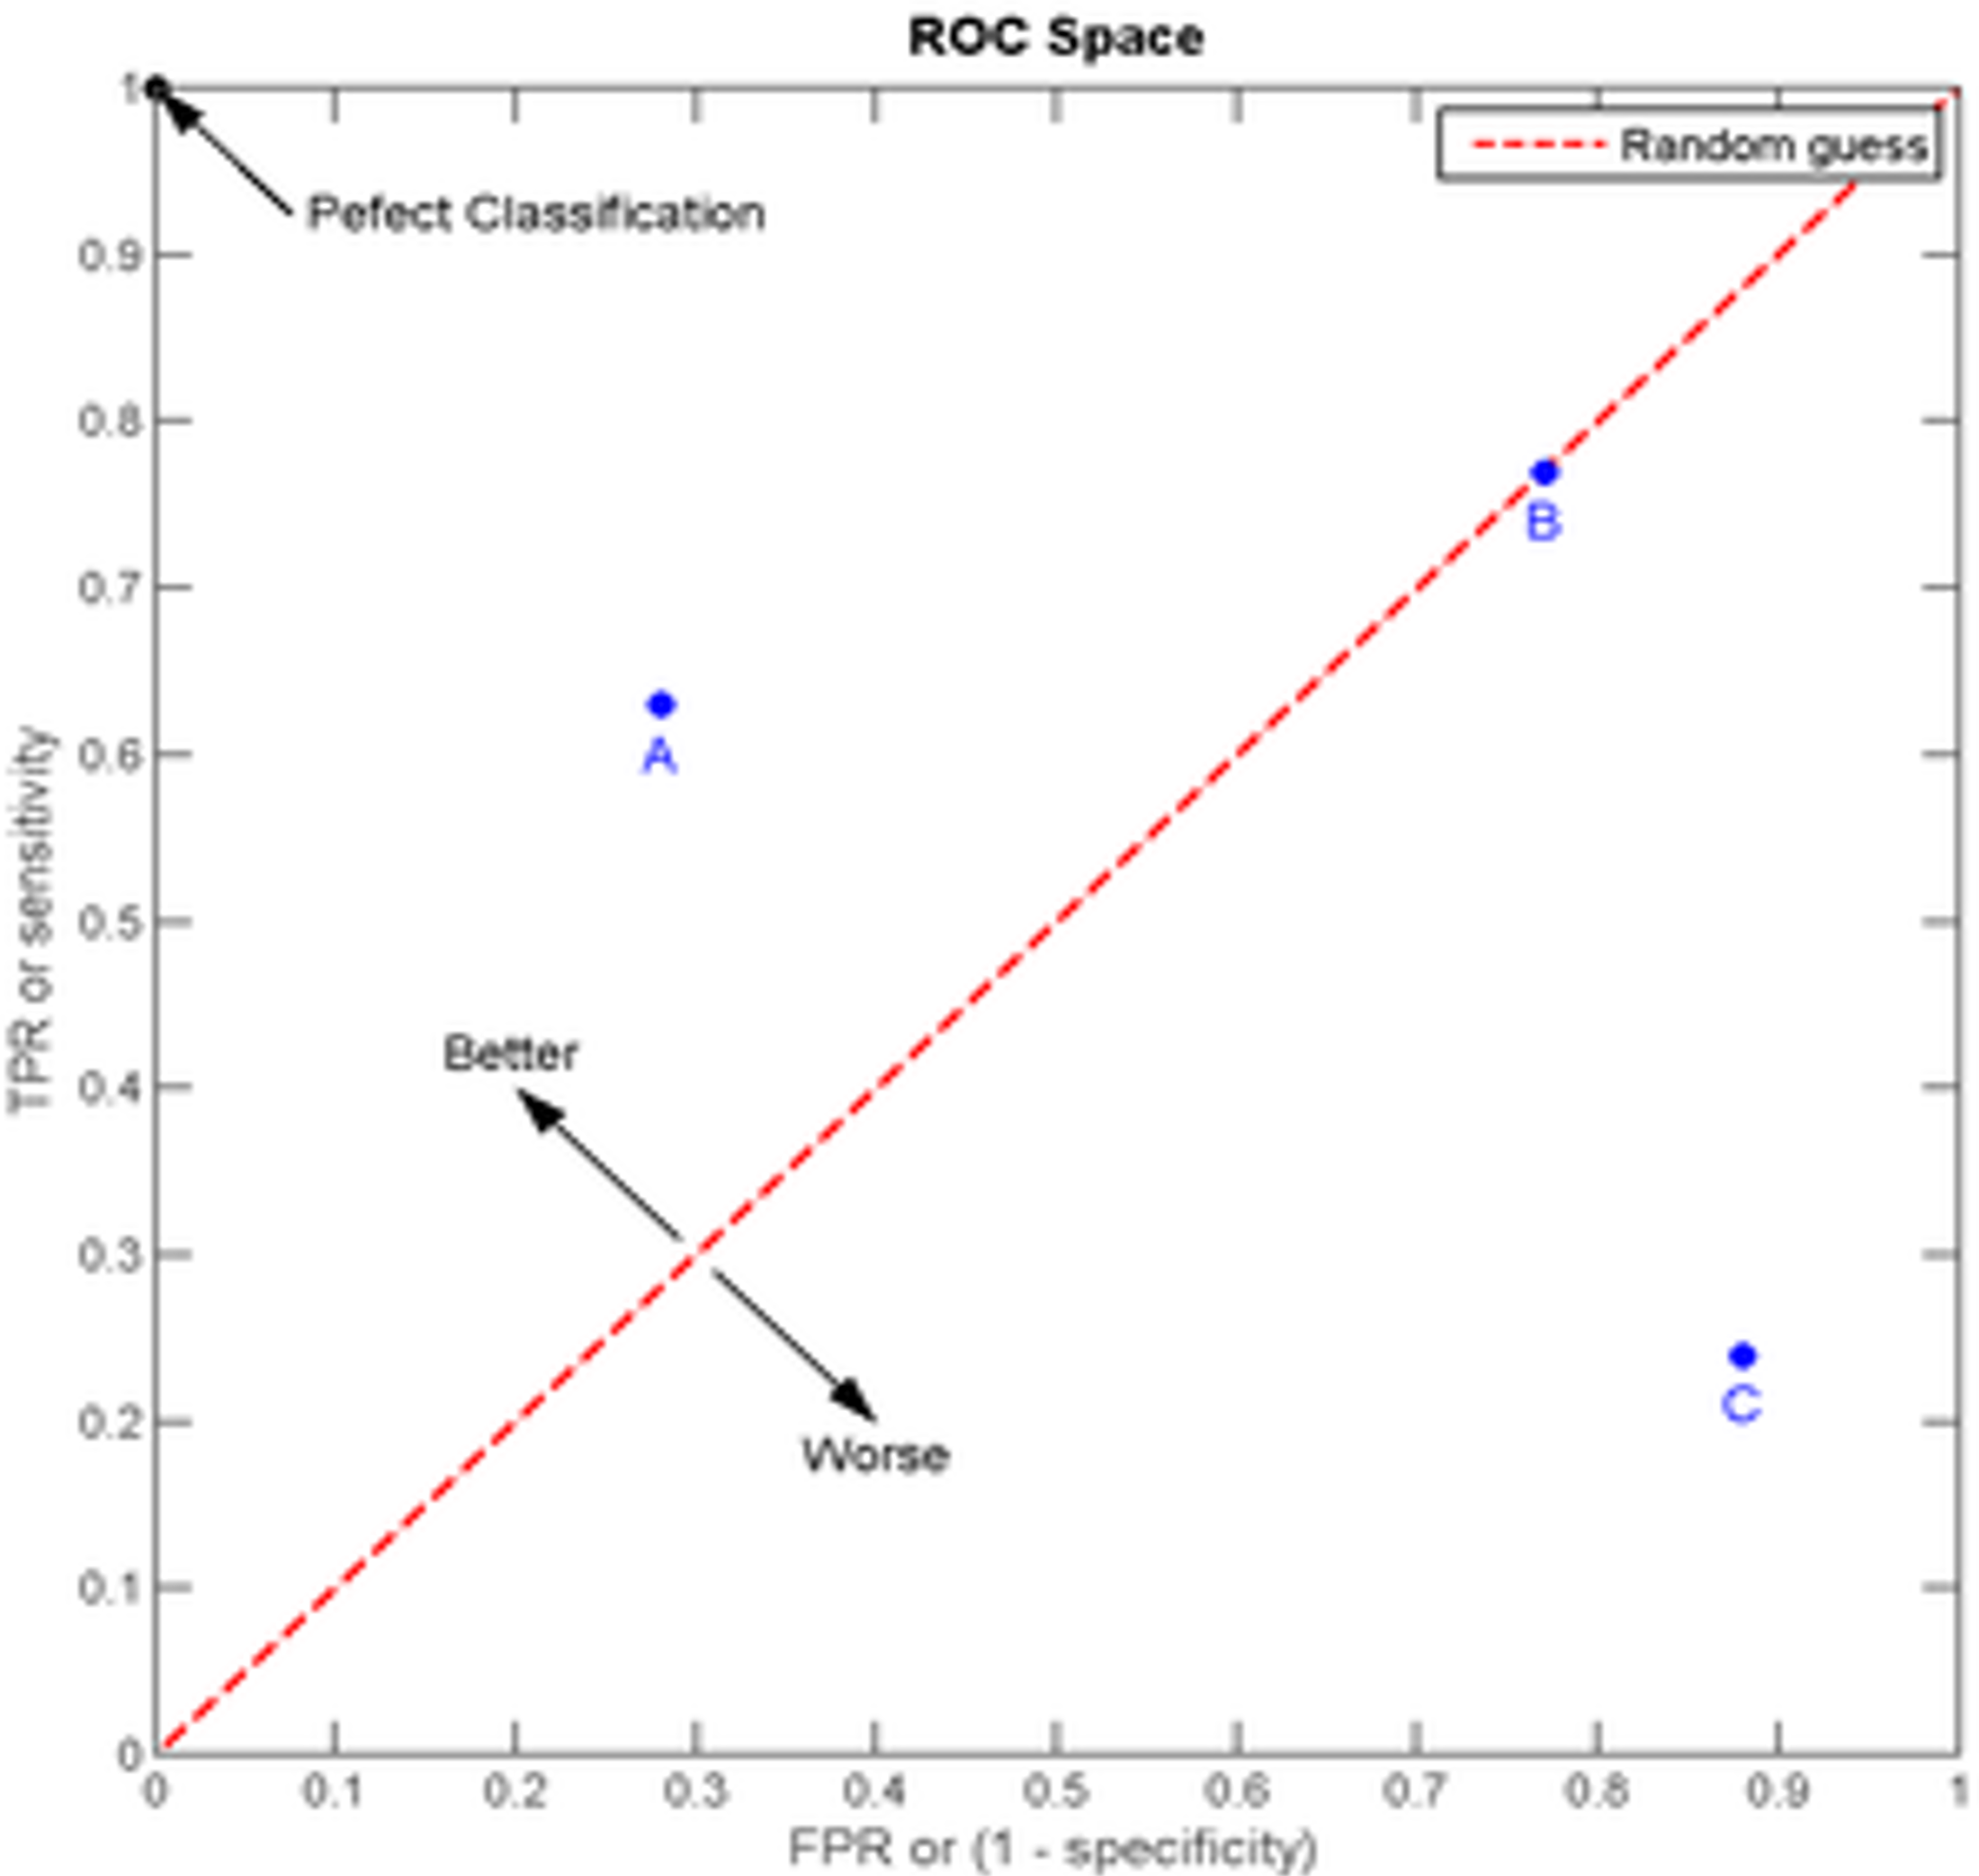 ROC Space
1
Random guess
Pefect Classification
0.9
0.8
B
0.7
A
0.6
TPR or sensitivity
0.5
Better
0.4
0.3
C
0.2
Worse
0.1
0
0 0.1 0.2 0.3 0.4 0.5 0.6 0.7 0.8 0.9 1
FPR or (1 - specificity)